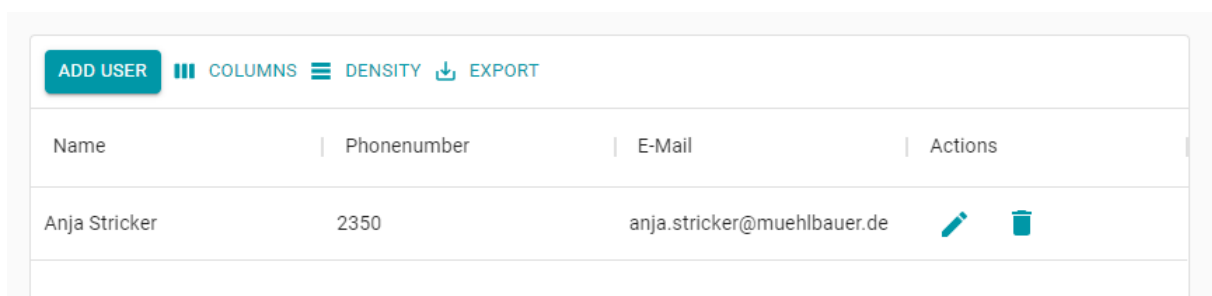 ADD USER COLUMNS DENSITY EXPORT
Name Phonenumber E-Mail Actions
Anja Stricker 2350 anja.stricker@muehlbauer.de